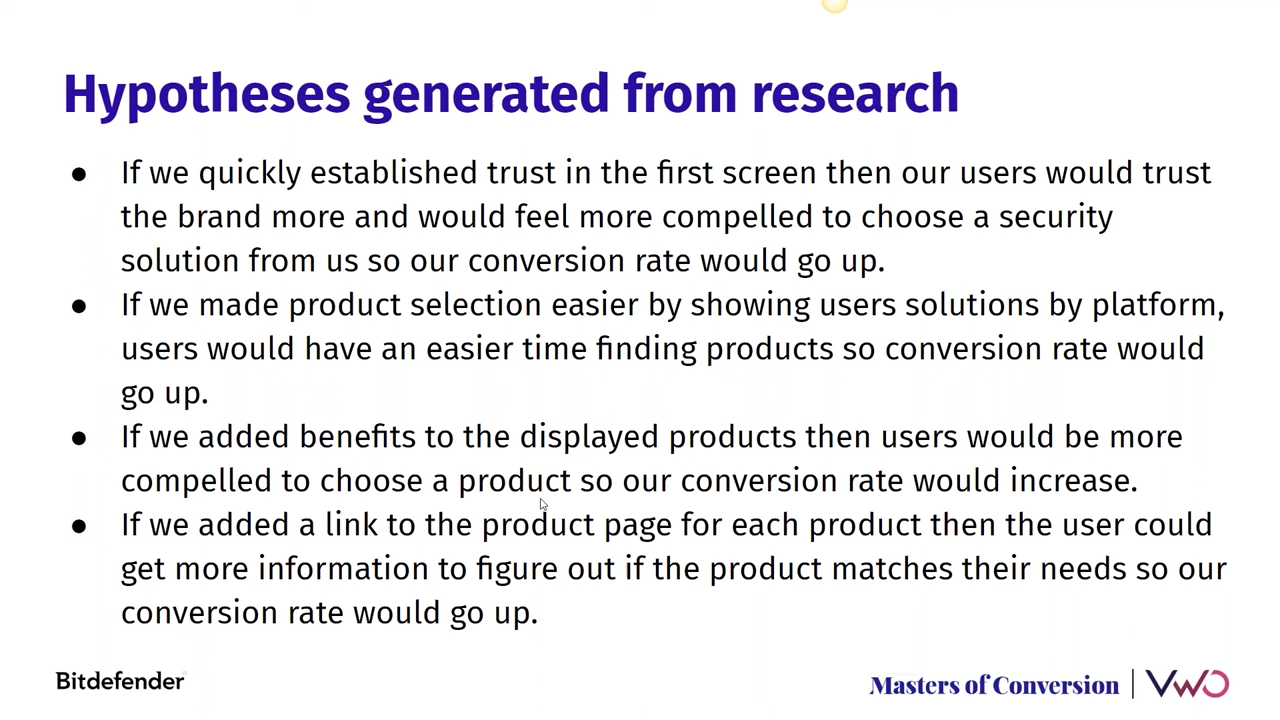 Hypotheses generated from research
● If we quickly established trust in the first screen then our users would trust
the brand more and would feel more compelled to choose a security
solution from us so our conversion rate would go up.
● If we made product selection easier by showing users solutions by platform,
users would have an easier time finding products so conversion rate would
go up.
● If we added benefits to the displayed products then users would be more
compelled to choose a product so our conversion rate would increase.
● If we added a link to the product page for each product then the user could
get more information to figure out if the product matches their needs so our
conversion rate would go up.
Bitdefender
Masters of Conversion | VWO